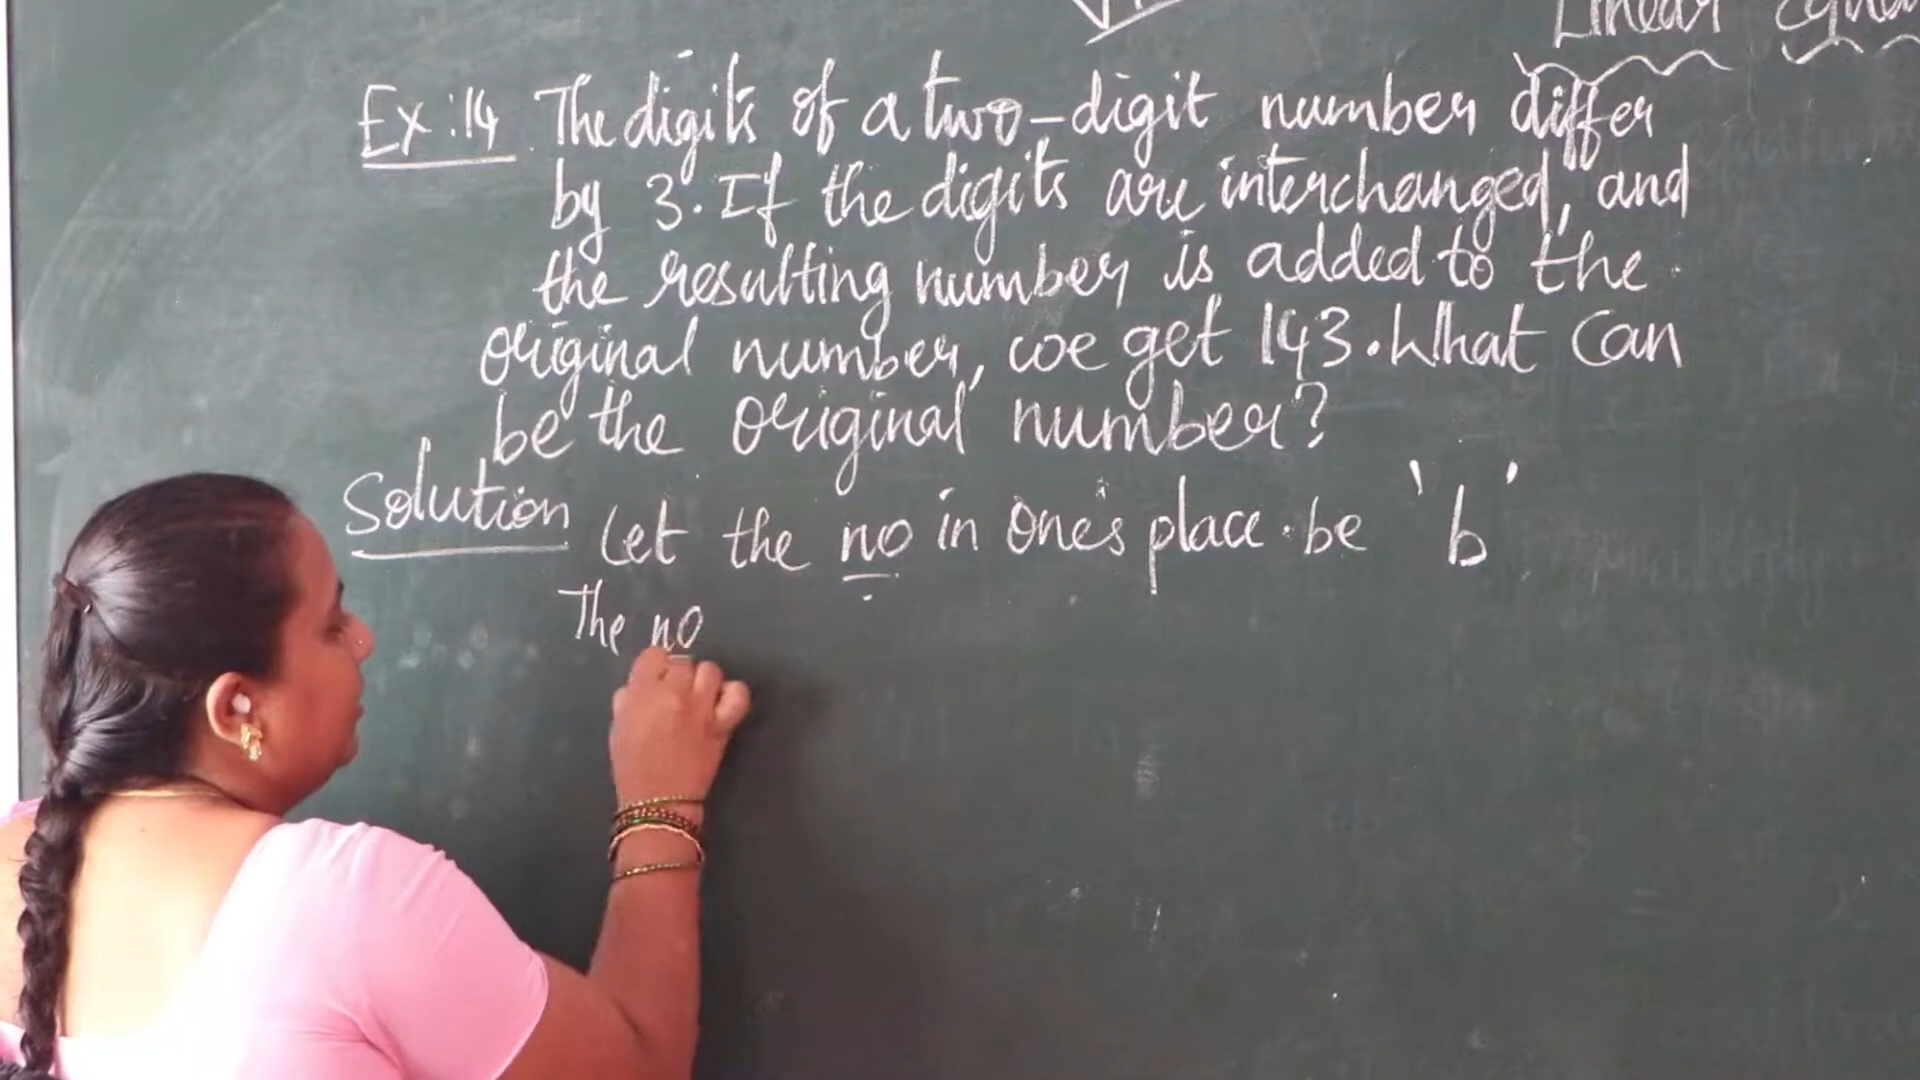 Linear
Ex:14 The digits of a two-digit number differ
by 3. If the digits are interchanged, and
the resulting number is added to the
original number, we get 143. What can
be the original number?
Solution Let the no in one's place be 'b'
The no